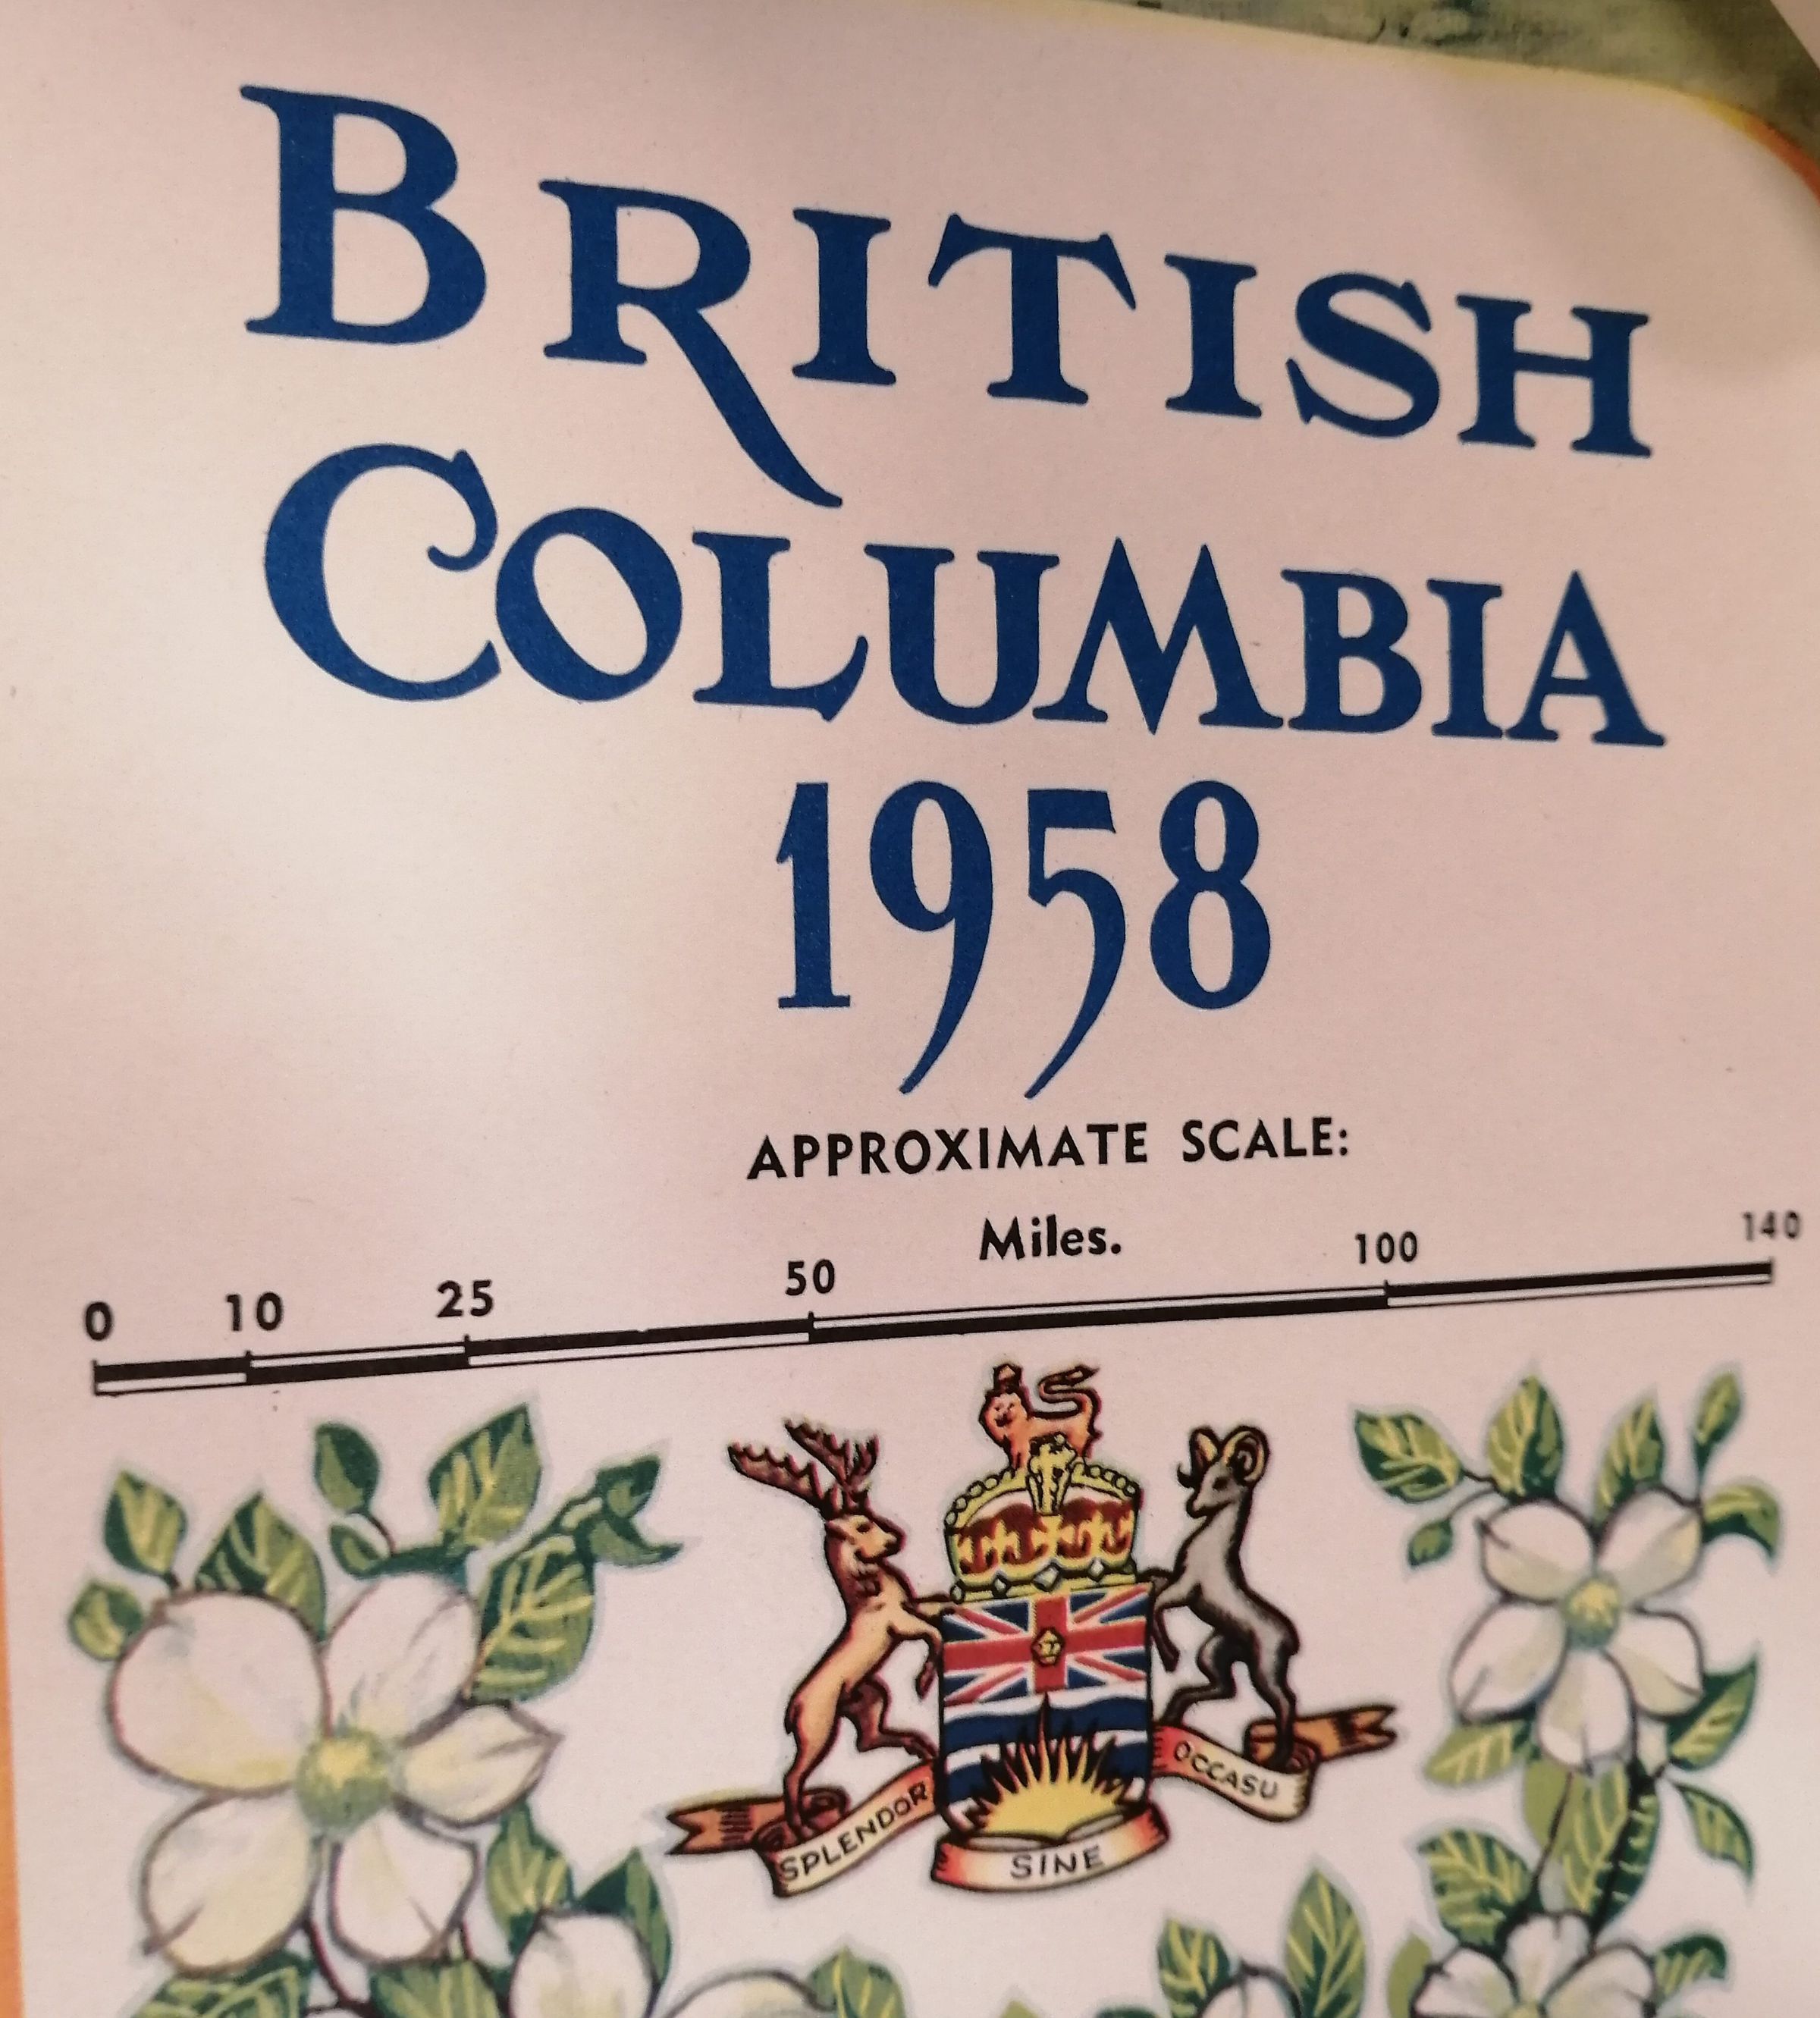 BRITISH
COLUMBIA
1958
APPROXIMATE SCALE:
Miles.
0 10 25 50 100 140
SPLENDOR SINE OCCASU